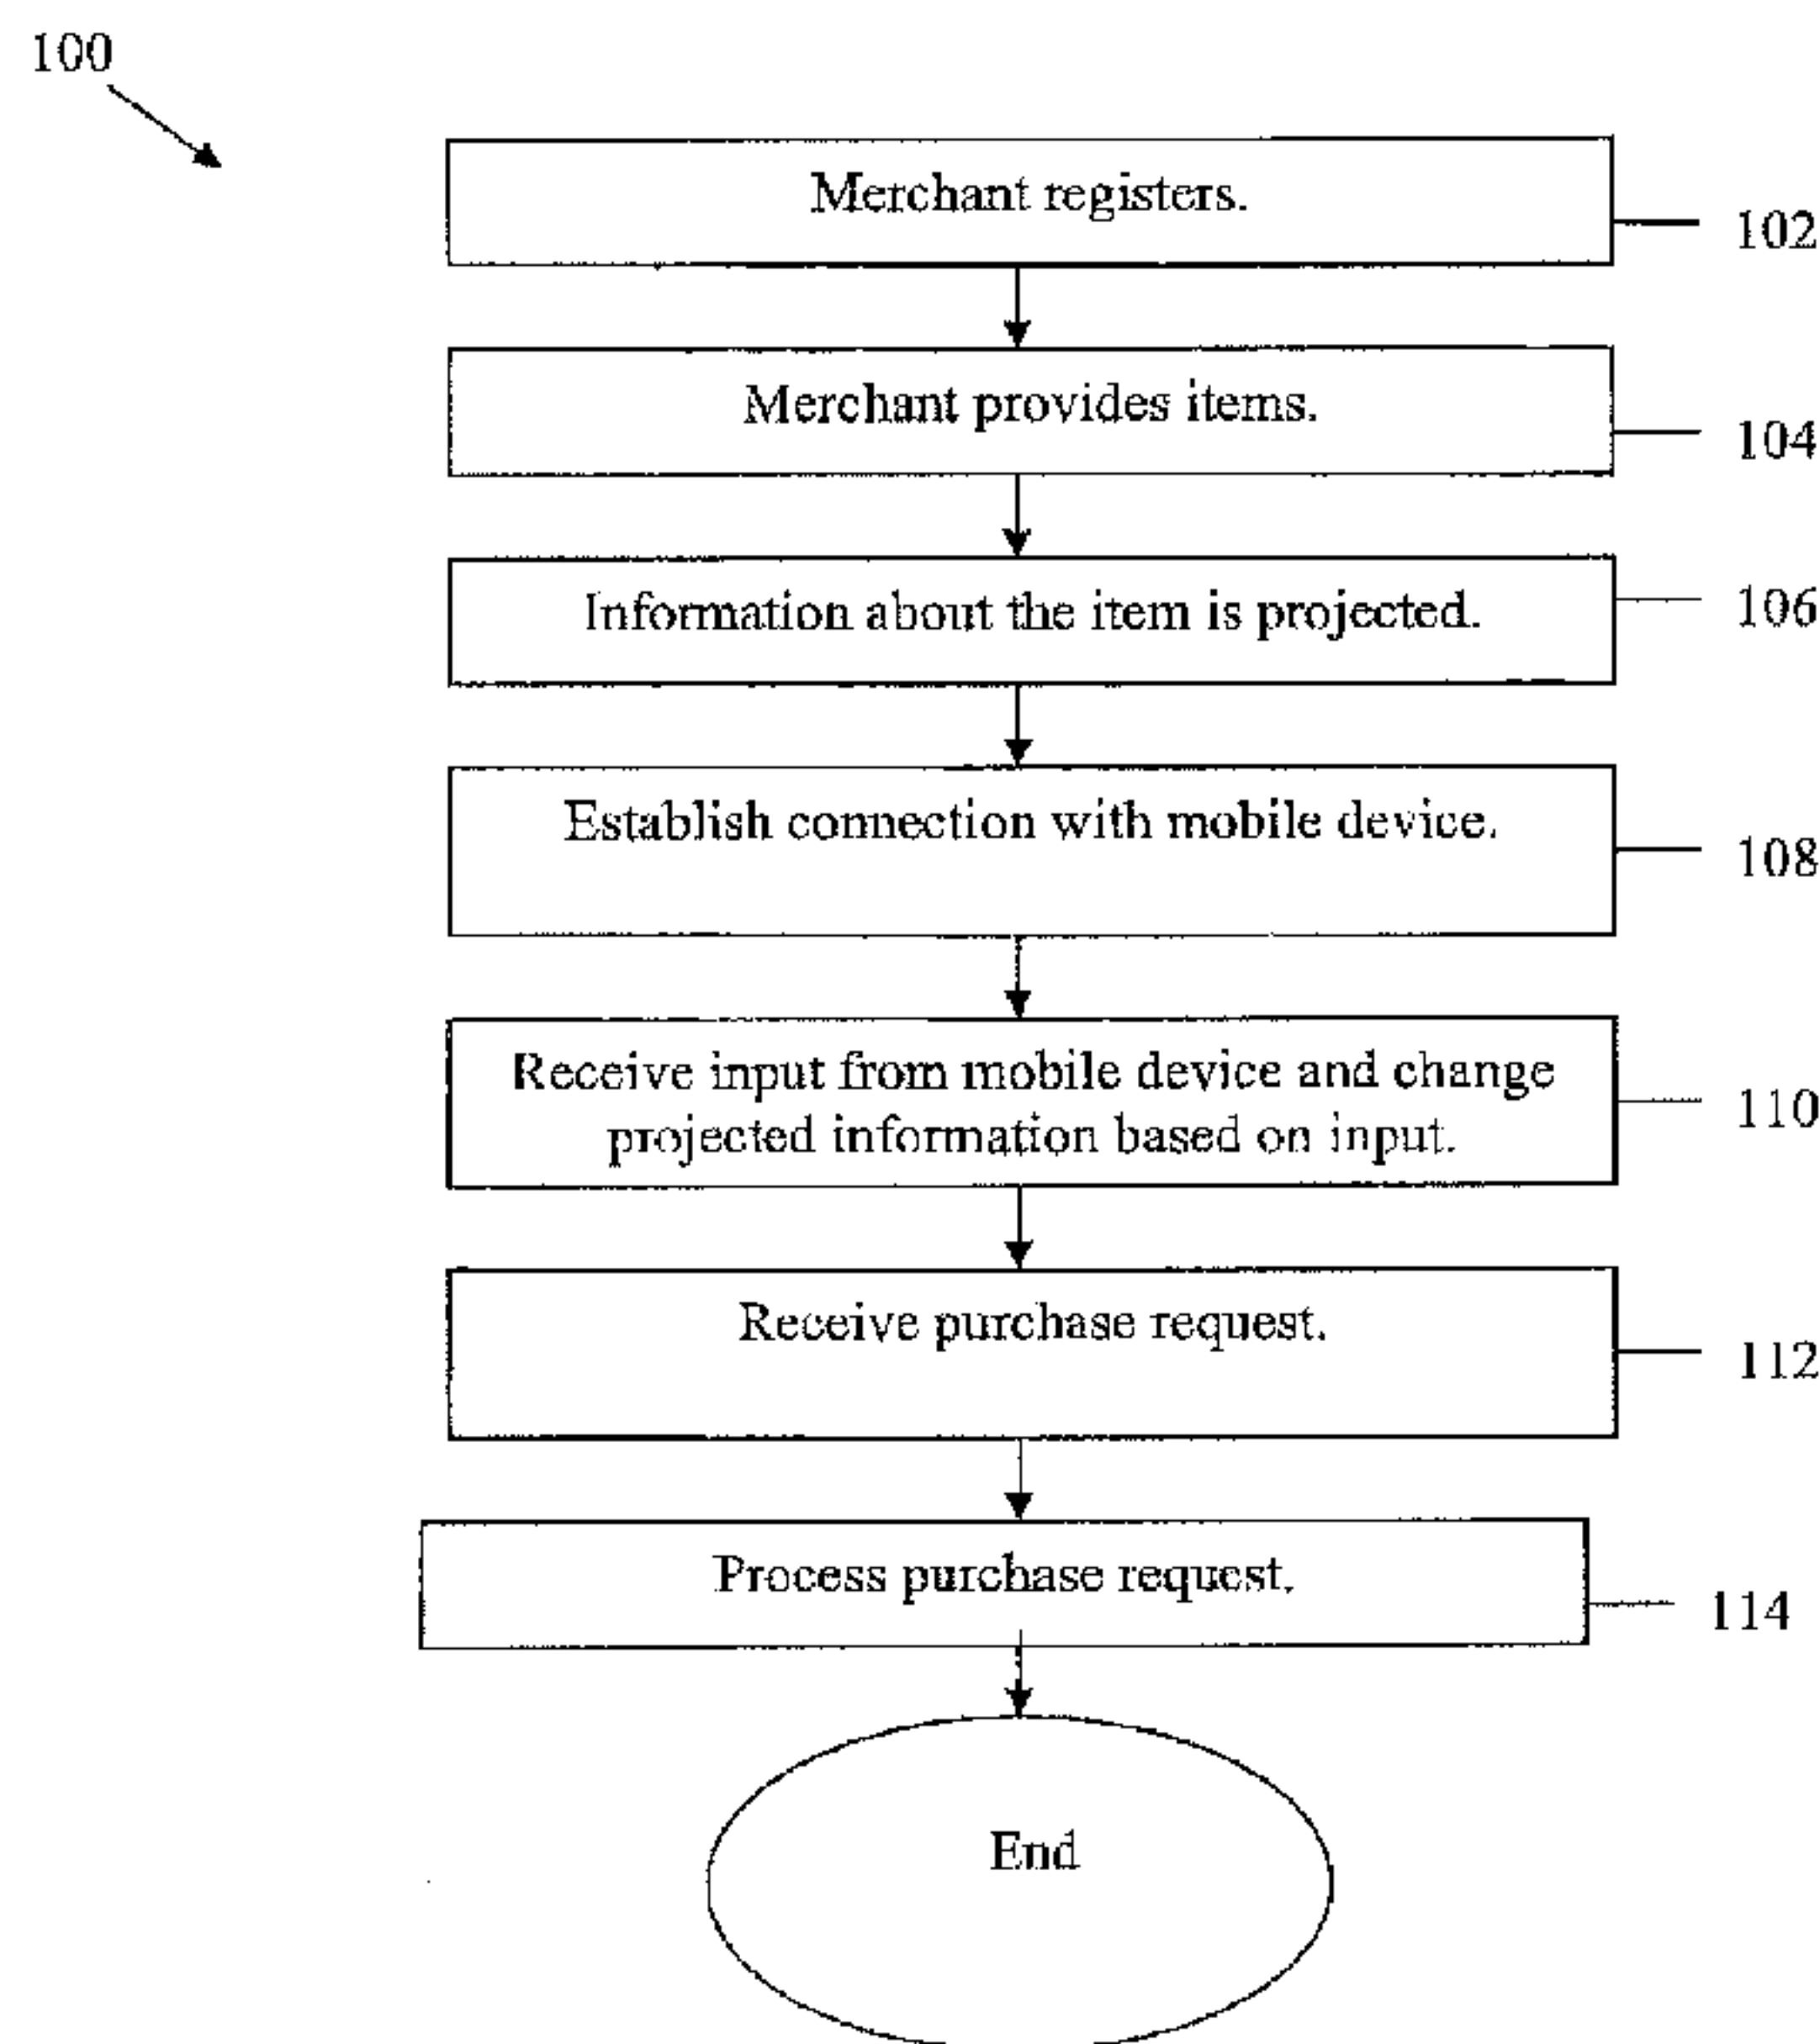 100
Merchant registers.
102
Merchant provides items.
104
Information about the item is projected.
106
Establish connection with mobile device.
108
Receive input from mobile device and change
projected information based on input.
110
Receive purchase request.
112
Process purchase request.
114
End